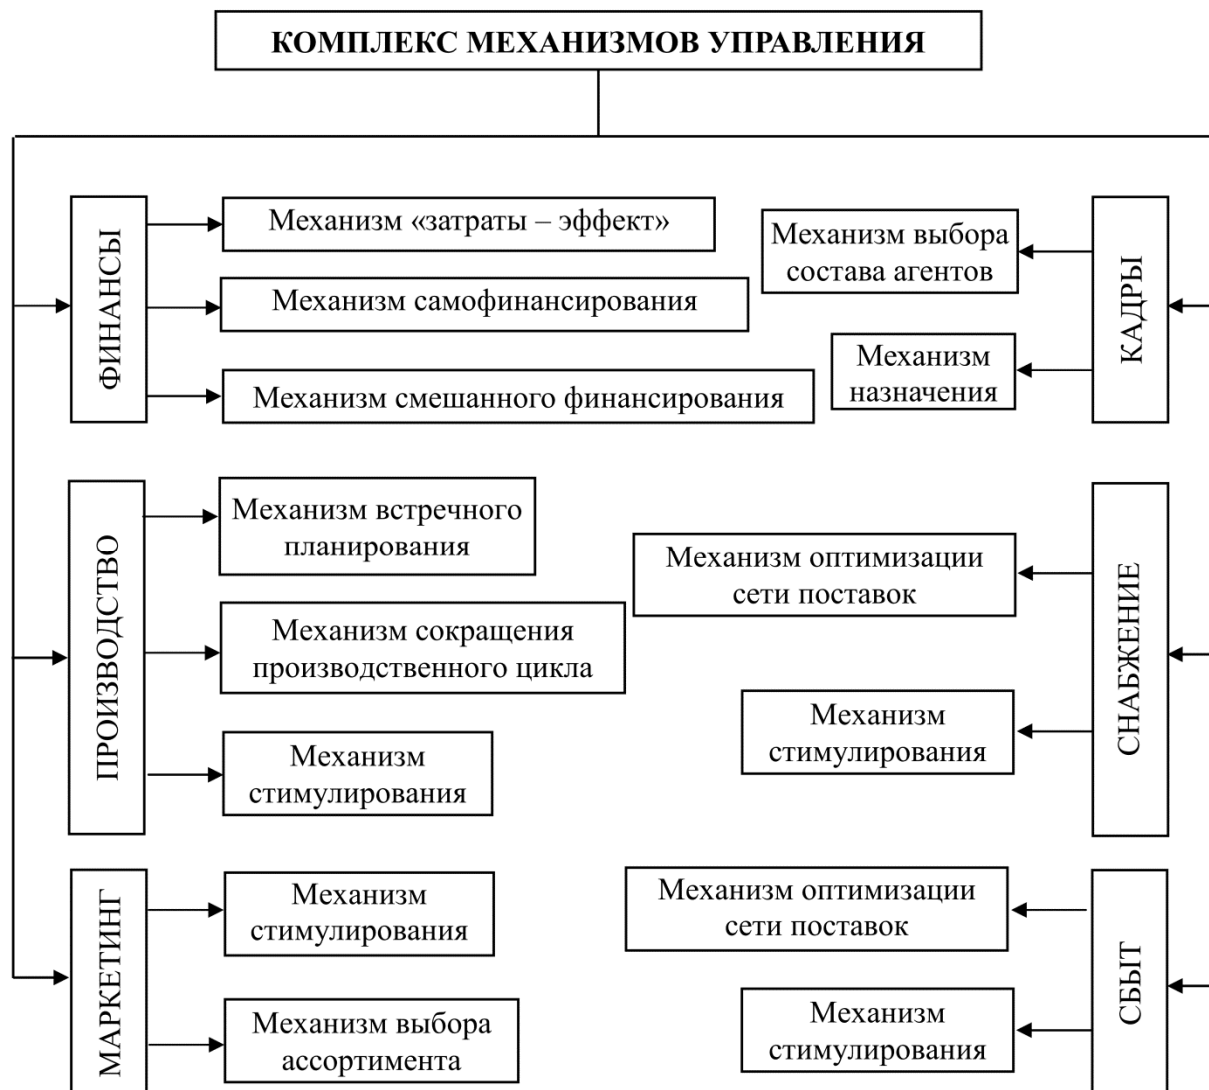 КОМПЛЕКС МЕХАНИЗМОВ УПРАВЛЕНИЯ
ФИНАНСЫ
Механизм «затраты – эффект»
Механизм самофинансирования
Механизм смешанного финансирования
КАДРЫ
Механизм выбора
состава агентов
Механизм
назначения
ПРОИЗВОДСТВО
Механизм встречного
планирования
Механизм сокращения
производственного цикла
Механизм
стимулирования
СНАБЖЕНИЕ
Механизм оптимизации
сети поставок
Механизм
стимулирования
МАРКЕТИНГ
Механизм
стимулирования
Механизм выбора
ассортимента
СБЫТ
Механизм оптимизации
сети поставок
Механизм
стимулирования